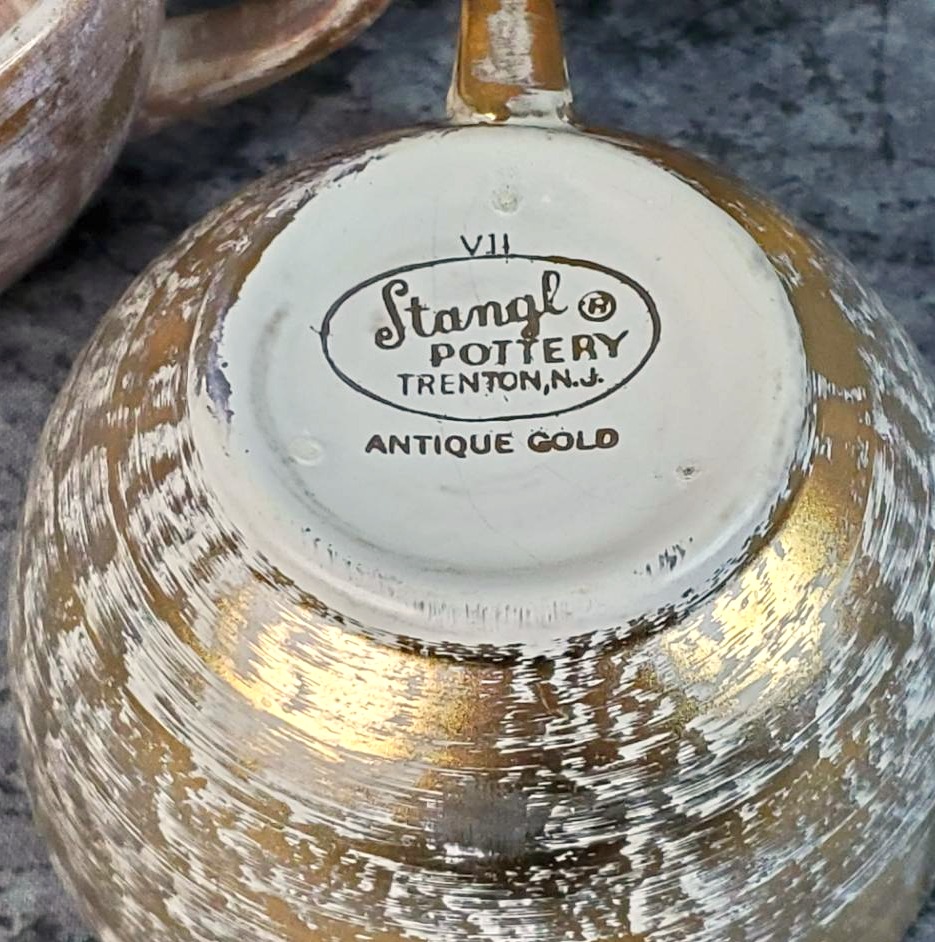 VII
Stangl ®
POTTERY
TRENTON, N.J.
ANTIQUE GOLD